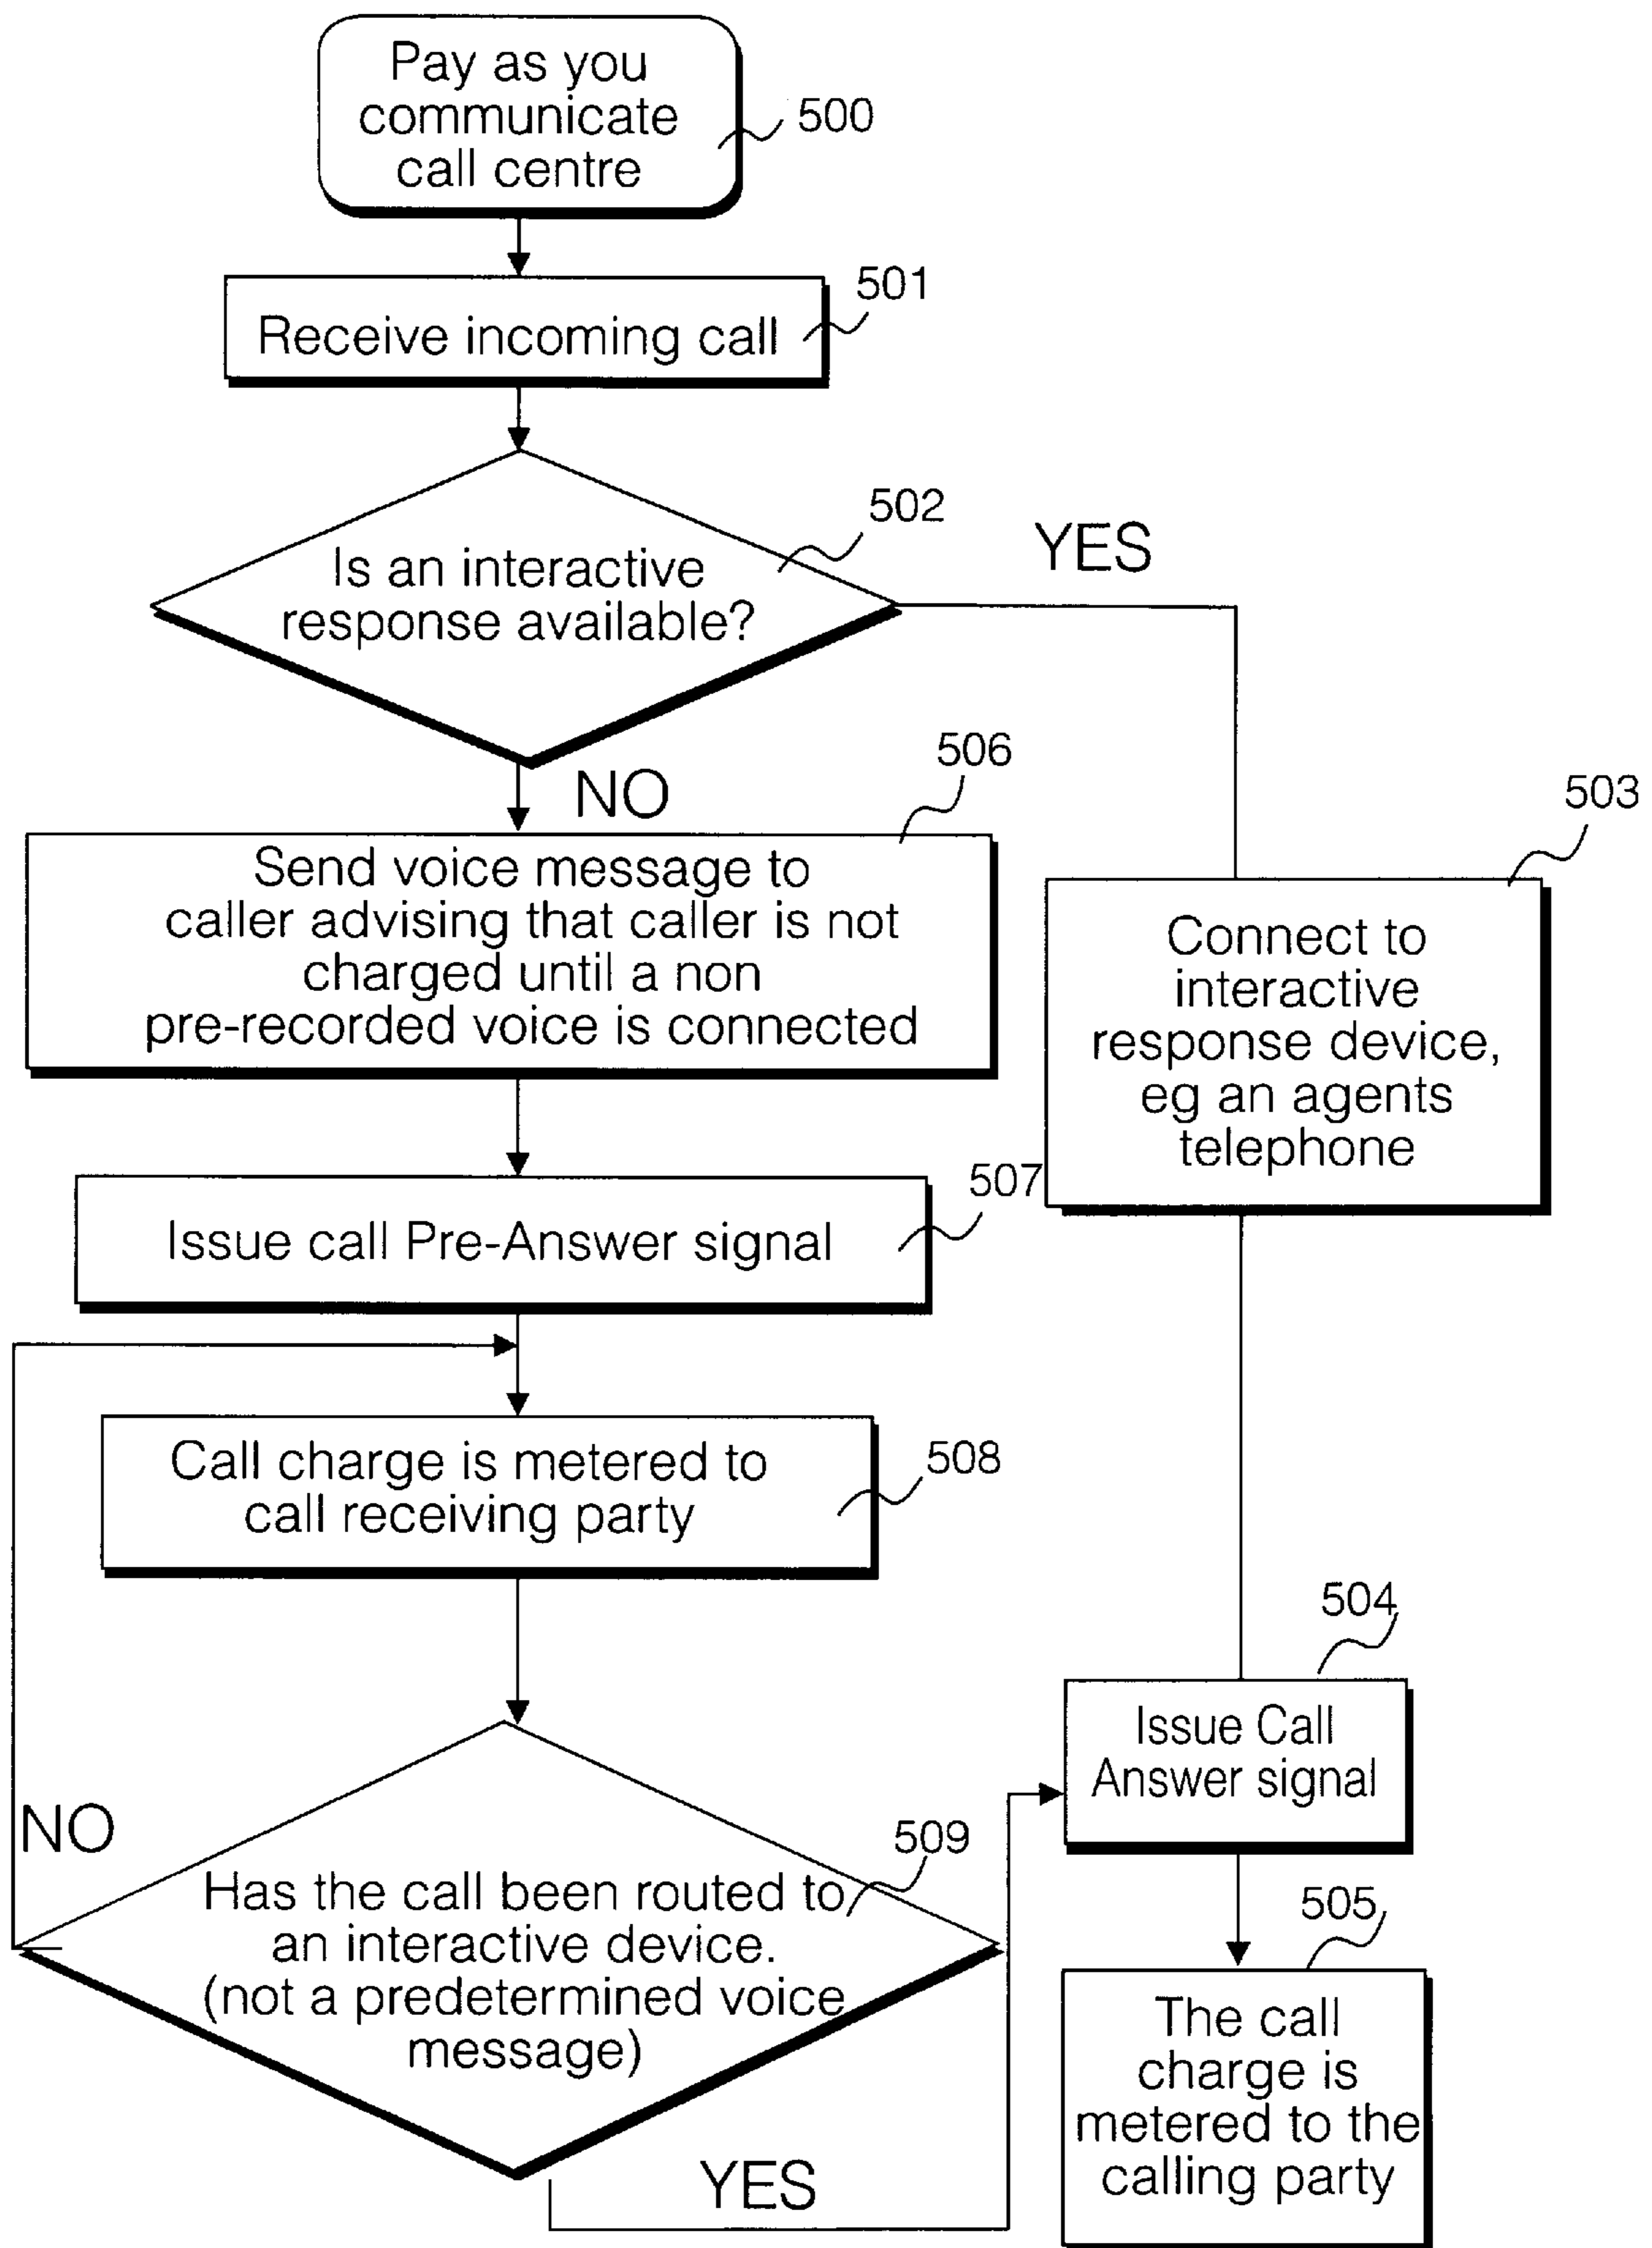 Pay as you
communicate
call centre
500
501
Receive incoming call
502
YES
Is an interactive
response available?
NO
506
503
Send voice message to
caller advising that caller is not
charged until a non
pre-recorded voice is connected
Connect to
interactive
response device,
eg an agents
telephone
507
Issue call Pre-Answer signal
Call charge is metered to
call receiving party
508
504
Issue Call
Answer signal
NO
509
Has the call been routed to
an interactive device.
(not a predetermined voice
message)
505
The call
charge is
metered to the
calling party
YES